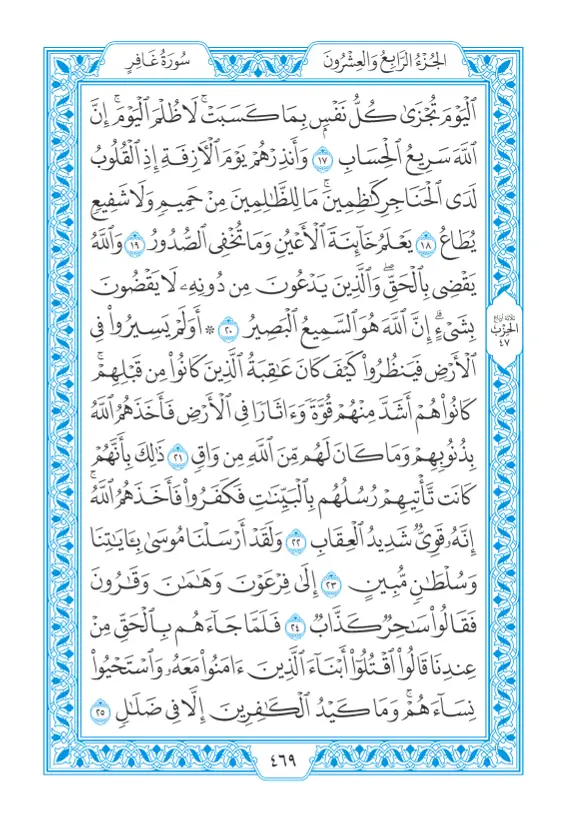 الجُزْءُ الرَّابِعُ وَالعِشْرُونَ
سُورَةُ غَافِرٍ
ٱلۡيَوۡمَ تُجۡزَىٰ كُلُّ نَفۡسِۭ بِمَا كَسَبَتۡۚ لَا ظُلۡمَ ٱلۡيَوۡمَۚ إِنَّ
ٱللَّهَ سَرِيعُ ٱلۡحِسَابِ ١٧ وَأَنذِرۡهُمۡ يَوۡمَ ٱلۡأٓزِفَةِ إِذِ ٱلۡقُلُوبُ
لَدَى ٱلۡحَنَاجِرِ كَٰظِمِينَۚ مَا لِلظَّٰلِمِينَ مِنۡ حَمِيمٖ وَلَا شَفِيعٖ
يُطَاعُ ١٨ يَعۡلَمُ خَآئِنَةَ ٱلۡأَعۡيُنِ وَمَا تُخۡفِي ٱلصُّدُورُ ١٩ وَٱللَّهُ
يَقۡضِي بِٱلۡحَقِّۖ وَٱلَّذِينَ يَدۡعُونَ مِن دُونِهِۦ لَا يَقۡضُونَ
بِشَيۡءٍۗ إِنَّ ٱللَّهَ هُوَ ٱلسَّمِيعُ ٱلۡبَصِيرُ ٢٠ ۞ أَوَلَمۡ يَسِيرُواْ فِي
ٱلۡأَرۡضِ فَيَنظُرُواْ كَيۡفَ كَانَ عَٰقِبَةُ ٱلَّذِينَ كَانُواْ مِن قَبۡلِهِمۡۚ
كَانُواْ هُمۡ أَشَدَّ مِنۡهُمۡ قُوَّةٗ وَءَاثَارٗا فِي ٱلۡأَرۡضِ فَأَخَذَهُمُ ٱللَّهُ
بِذُنُوبِهِمۡ وَمَا كَانَ لَهُم مِّنَ ٱللَّهِ مِن وَاقٖ ٢١ ذَٰلِكَ بِأَنَّهُمۡ
كَانَت تَّأۡتِيهِمۡ رُسُلُهُم بِٱلۡبَيِّنَٰتِ فَكَفَرُواْ فَأَخَذَهُمُ ٱللَّهُۚ
إِنَّهُۥ قَوِيّٞ شَدِيدُ ٱلۡعِقَابِ ٢٢ وَلَقَدۡ أَرۡسَلۡنَا مُوسَىٰ بِـَٔايَٰتِنَا
وَسُلۡطَٰنٖ مُّبِينٍ ٢٣ إِلَىٰ فِرۡعَوۡنَ وَهَٰمَٰنَ وَقَٰرُونَ
فَقَالُواْ سَٰحِرٞ كَذَّابٞ ٢٤ فَلَمَّا جَآءَهُم بِٱلۡحَقِّ مِنۡ
عِندِنَا قَالُواْ ٱقۡتُلُوٓاْ أَبۡنَآءَ ٱلَّذِينَ ءَامَنُواْ مَعَهُۥ وَٱسۡتَحۡيُواْ
نِسَآءَهُمۡۚ وَمَا كَيۡدُ ٱلۡكَٰفِرِينَ إِلَّا فِي ضَلَٰلٖ ٢٥
ثلاثة أرباع
الحزب
٤٧
٤٦٩